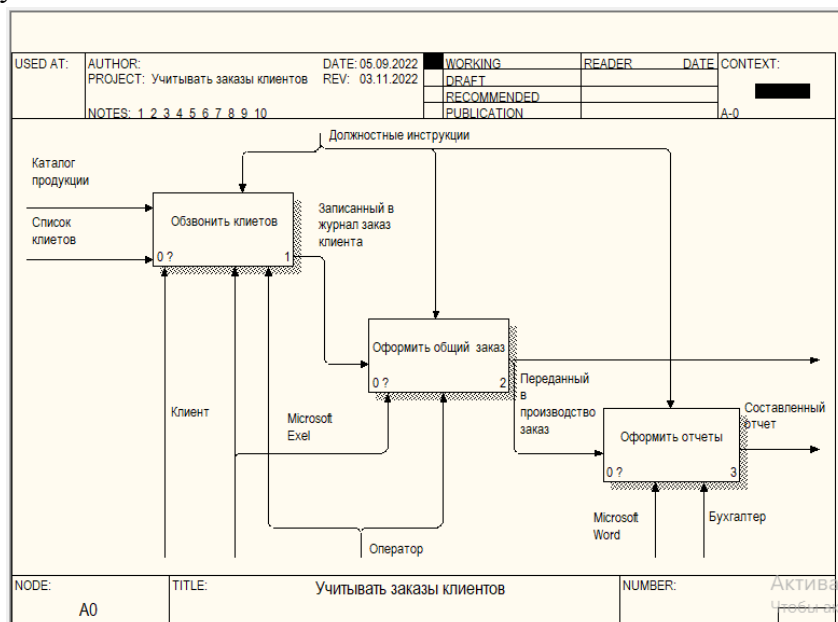 USED AT:
AUTHOR:
DATE: 05.09.2022
PROJECT: Учитывать заказы клиентов
REV: 03.11.2022
NOTES: 1 2 3 4 5 6 7 8 9 10
WORKING
DRAFT
RECOMMENDED
PUBLICATION
READER
DATE
CONTEXT:
A-0
Должностные инструкции
Каталог
продукции
Список
клиетов
Обзвонить клиетов
0 ?
1
Записанный в
журнал заказ
клиента
Оформить общий заказ
0 ?
2
Переданный
в
производство
заказ
Составленный
отчет
Оформить отчеты
0 ?
3
Клиент
Microsoft
Exel
Оператор
Microsoft
Word
Бухгалтер
NODE:
A0
TITLE:
Учитывать заказы клиентов
NUMBER: